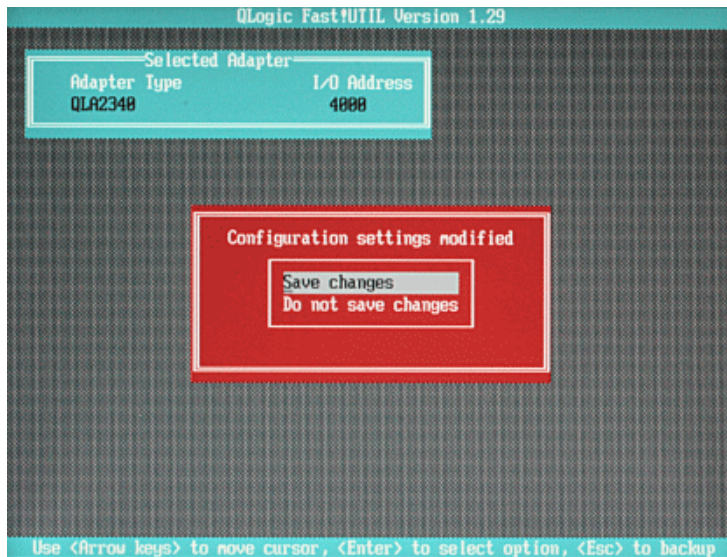 QLogic Fast!UTIL Version 1.29
Selected Adapter
Adapter Type I/O Address
QLA2340 4000
Configuration settings modified
Save changes
Do not save changes
Use <Arrow keys> to move cursor, <Enter> to select option, <Esc> to backup